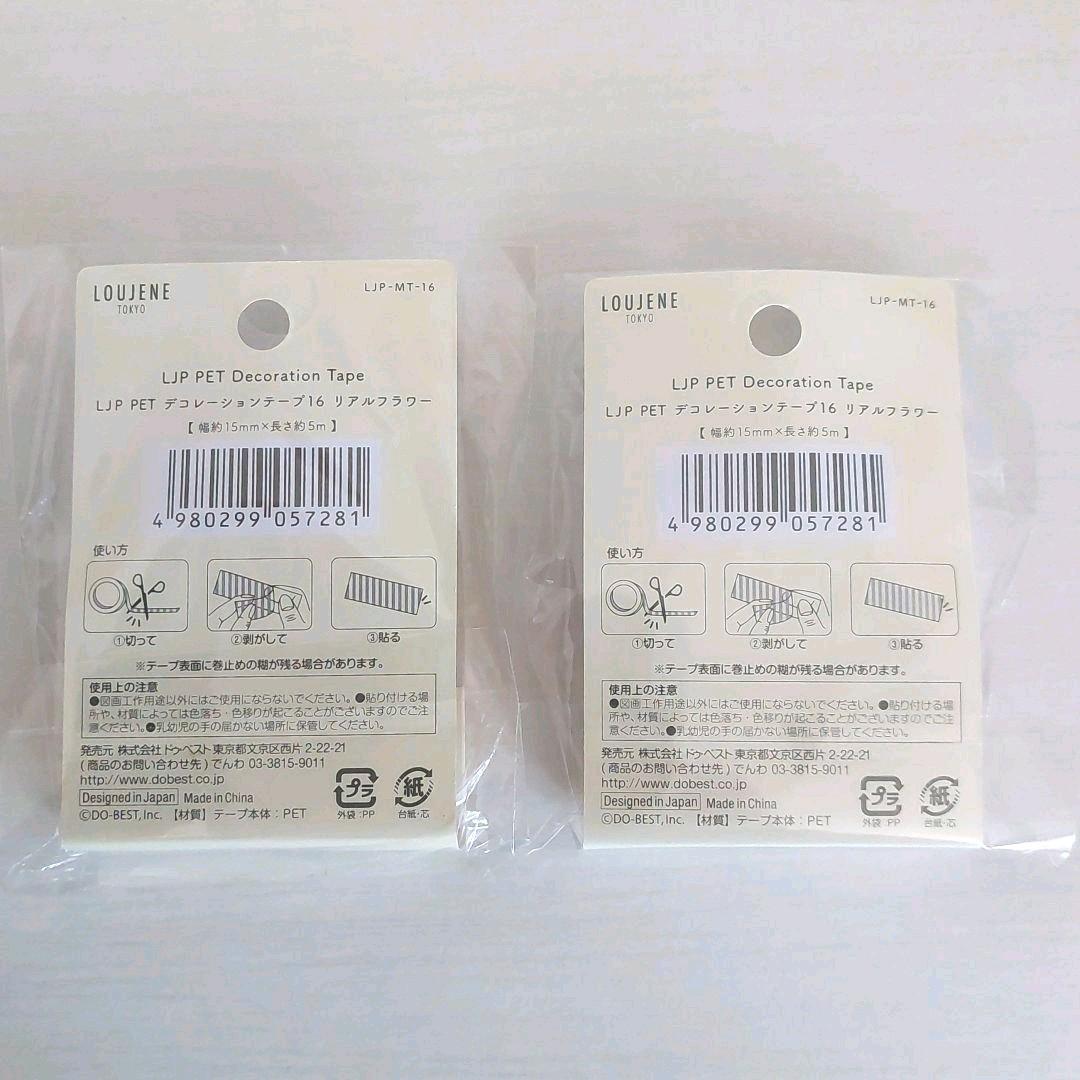 LOUJENE
TOKYO
LJP-MT-16
LJP PET Decoration Tape
LJP PET デコレーションテープ16 リアルフラワー
【 幅約15mm×長さ約5m 】
4 980299 057281
使い方
①切って ②剥がして ③貼る
※テープ表面に巻止めの糊が残る場合があります。
使用上の注意
●図画工作用途以外にはご使用にならないでください。●貼り付ける場
所や、材質によっては色落ち・色移りが起こることがございますのでご注
意ください。●乳幼児の手の届かない場所に保管してください。
発売元 株式会社ドゥ・ベスト 東京都文京区西片 2-22-21
( 商品のお問い合わせ先 ) でんわ 03-3815-9011
http://www.dobest.co.jp
Designed in Japan Made in China
©DO-BEST, Inc. 【材質】テープ本体：PET
プラ
外袋：PP
紙
台紙・芯
LOUJENE
TOKYO
LJP-MT-16
LJP PET Decoration Tape
LJP PET デコレーションテープ16 リアルフラワー
【 幅約15mm×長さ約5m 】
4 980299 057281
使い方
①切って ②剥がして ③貼る
※テープ表面に巻止めの糊が残る場合があります。
使用上の注意
●図画工作用途以外にはご使用にならないでください。●貼り付ける場
所や、材質によっては色落ち・色移りが起こることがございますのでご注
意ください。●乳幼児の手の届かない場所に保管してください。
発売元 株式会社ドゥ・ベスト 東京都文京区西片 2-22-21
( 商品のお問い合わせ先 ) でんわ 03-3815-9011
http://www.dobest.co.jp
Designed in Japan Made in China
©DO-BEST, Inc. 【材質】テープ本体：PET
プラ
外袋：PP
紙
台紙・芯